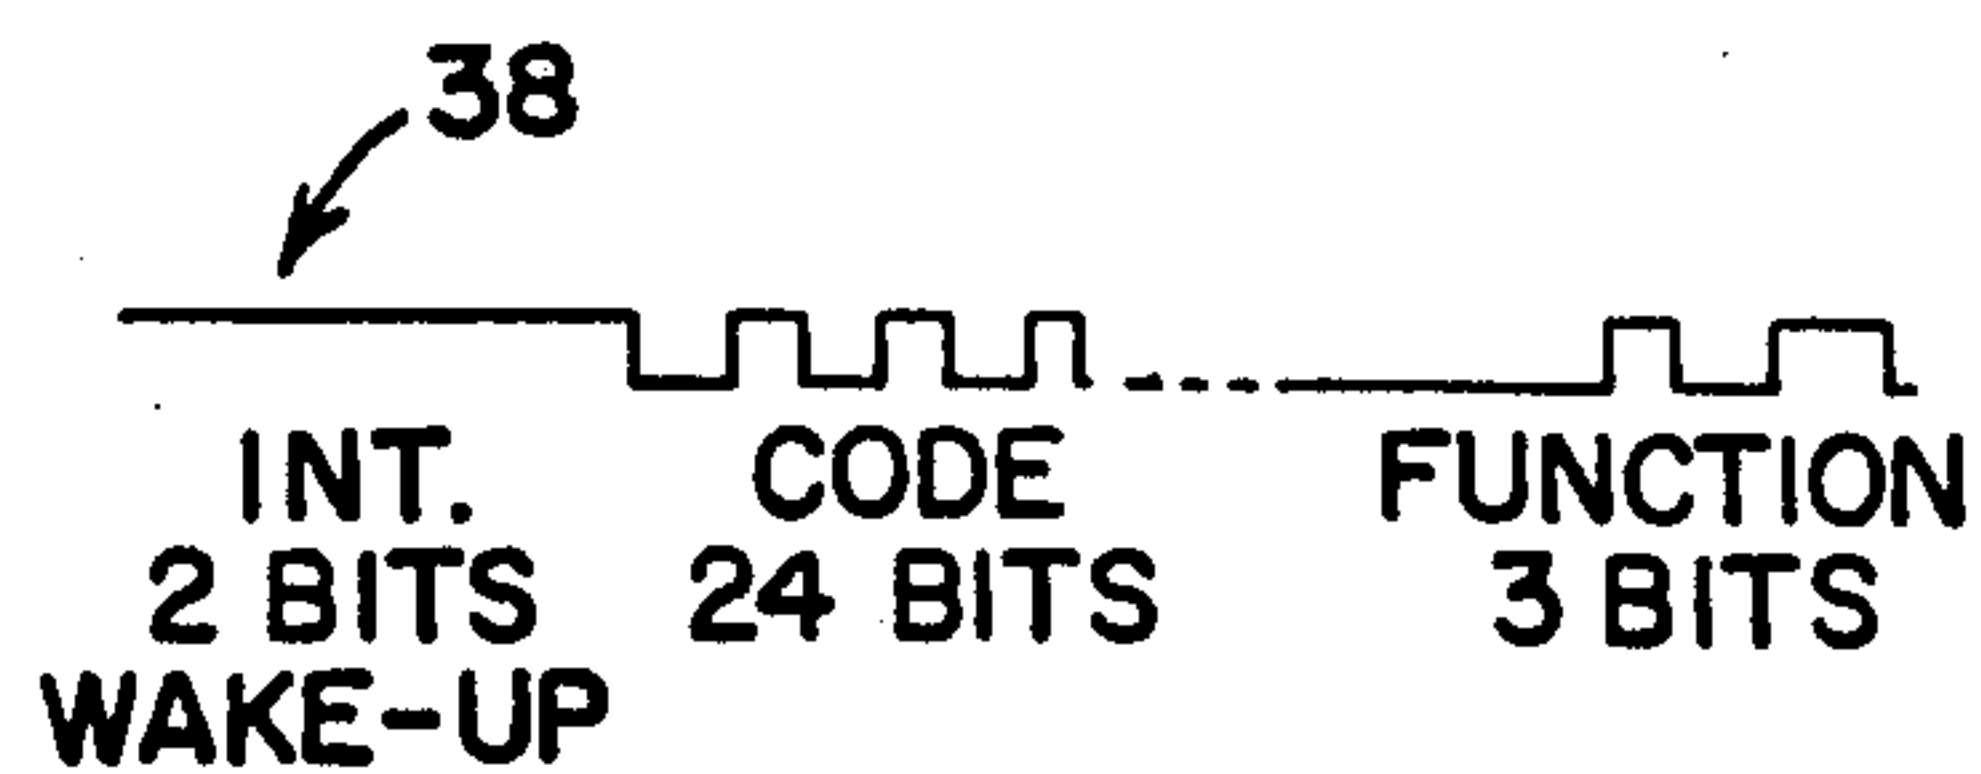 38
INT. CODE FUNCTION
2 BITS 24 BITS 3 BITS
WAKE-UP